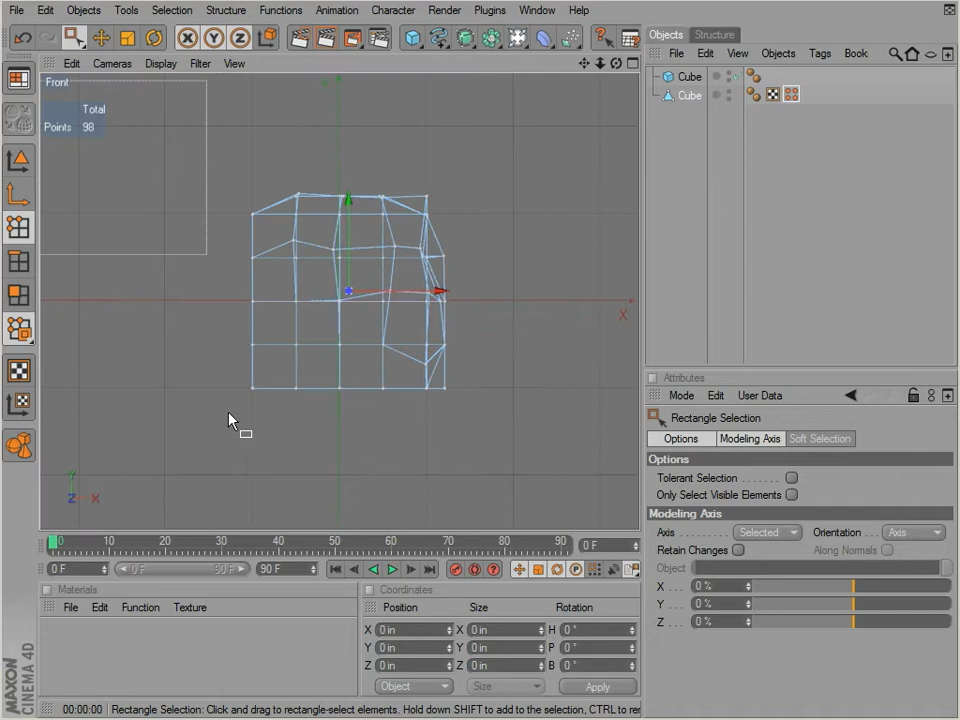 File Edit Objects Tools Selection Structure Functions Animation Character Render Plugins Window Help
Objects Structure
File Edit View Objects Tags Book
Edit Cameras Display Filter View
Front
Total
Points 98
Cube
Cube
Y
X
X
Y
Z X
Attributes
Mode Edit User Data
Rectangle Selection
Options Modeling Axis Soft Selection
Options
Tolerant Selection
Only Select Visible Elements
Modeling Axis
Axis Selected Orientation Axis
Retain Changes Along Normals
Object
X 0 %
Y 0 %
Z 0 %
0 10 20 30 40 50 60 70 80 90 0 F
0 F 0 F 90 F 90 F
Materials
File Edit Function Texture
Coordinates
Position Size Rotation
X 0 in X 0 in H 0 °
Y 0 in Y 0 in P 0 °
Z 0 in Z 0 in B 0 °
Object Size Apply
MAXON
CINEMA 4D
00:00:00 Rectangle Selection: Click and drag to rectangle-select elements. Hold down SHIFT to add to the selection, CTRL to rem